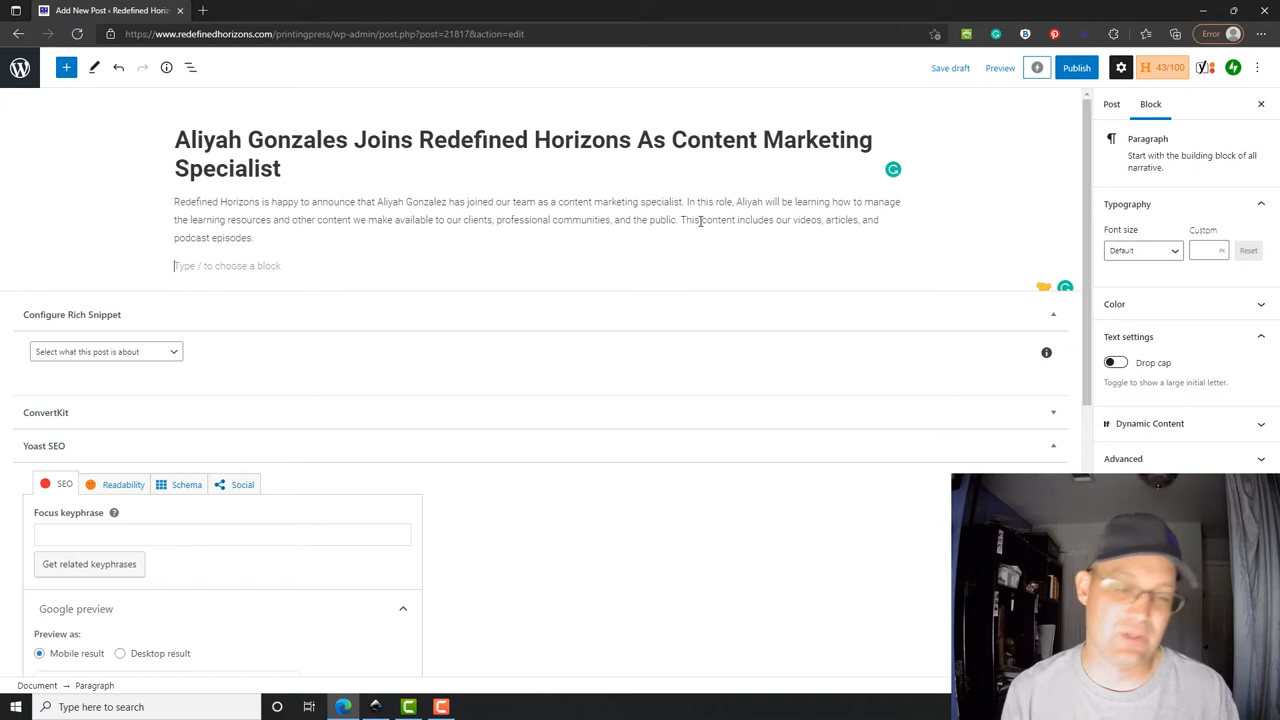 Add New Post ‹ Redefined Horiz
https://www.redefinedhorizons.com/printingpress/wp-admin/post.php?post=21817&action=edit
Error
Save draft
Preview
Publish
43/100
Post
Block
Aliyah Gonzales Joins Redefined Horizons As Content Marketing
Specialist
Redefined Horizons is happy to announce that Aliyah Gonzalez has joined our team as a content marketing specialist. In this role, Aliyah will be learning how to manage
the learning resources and other content we make available to our clients, professional communities, and the public. This content includes our videos, articles, and
podcast episodes.
Type / to choose a block
Paragraph
Start with the building block of all
narrative.
Typography
Font size
Custom
Default
PX
Reset
Color
Text settings
Drop cap
Toggle to show a large initial letter.
Dynamic Content
Advanced
Configure Rich Snippet
Select what this post is about
ConvertKit
Yoast SEO
SEO
Readability
Schema
Social
Focus keyphrase
Get related keyphrases
Google preview
Preview as:
Mobile result
Desktop result
Document → Paragraph
Type here to search